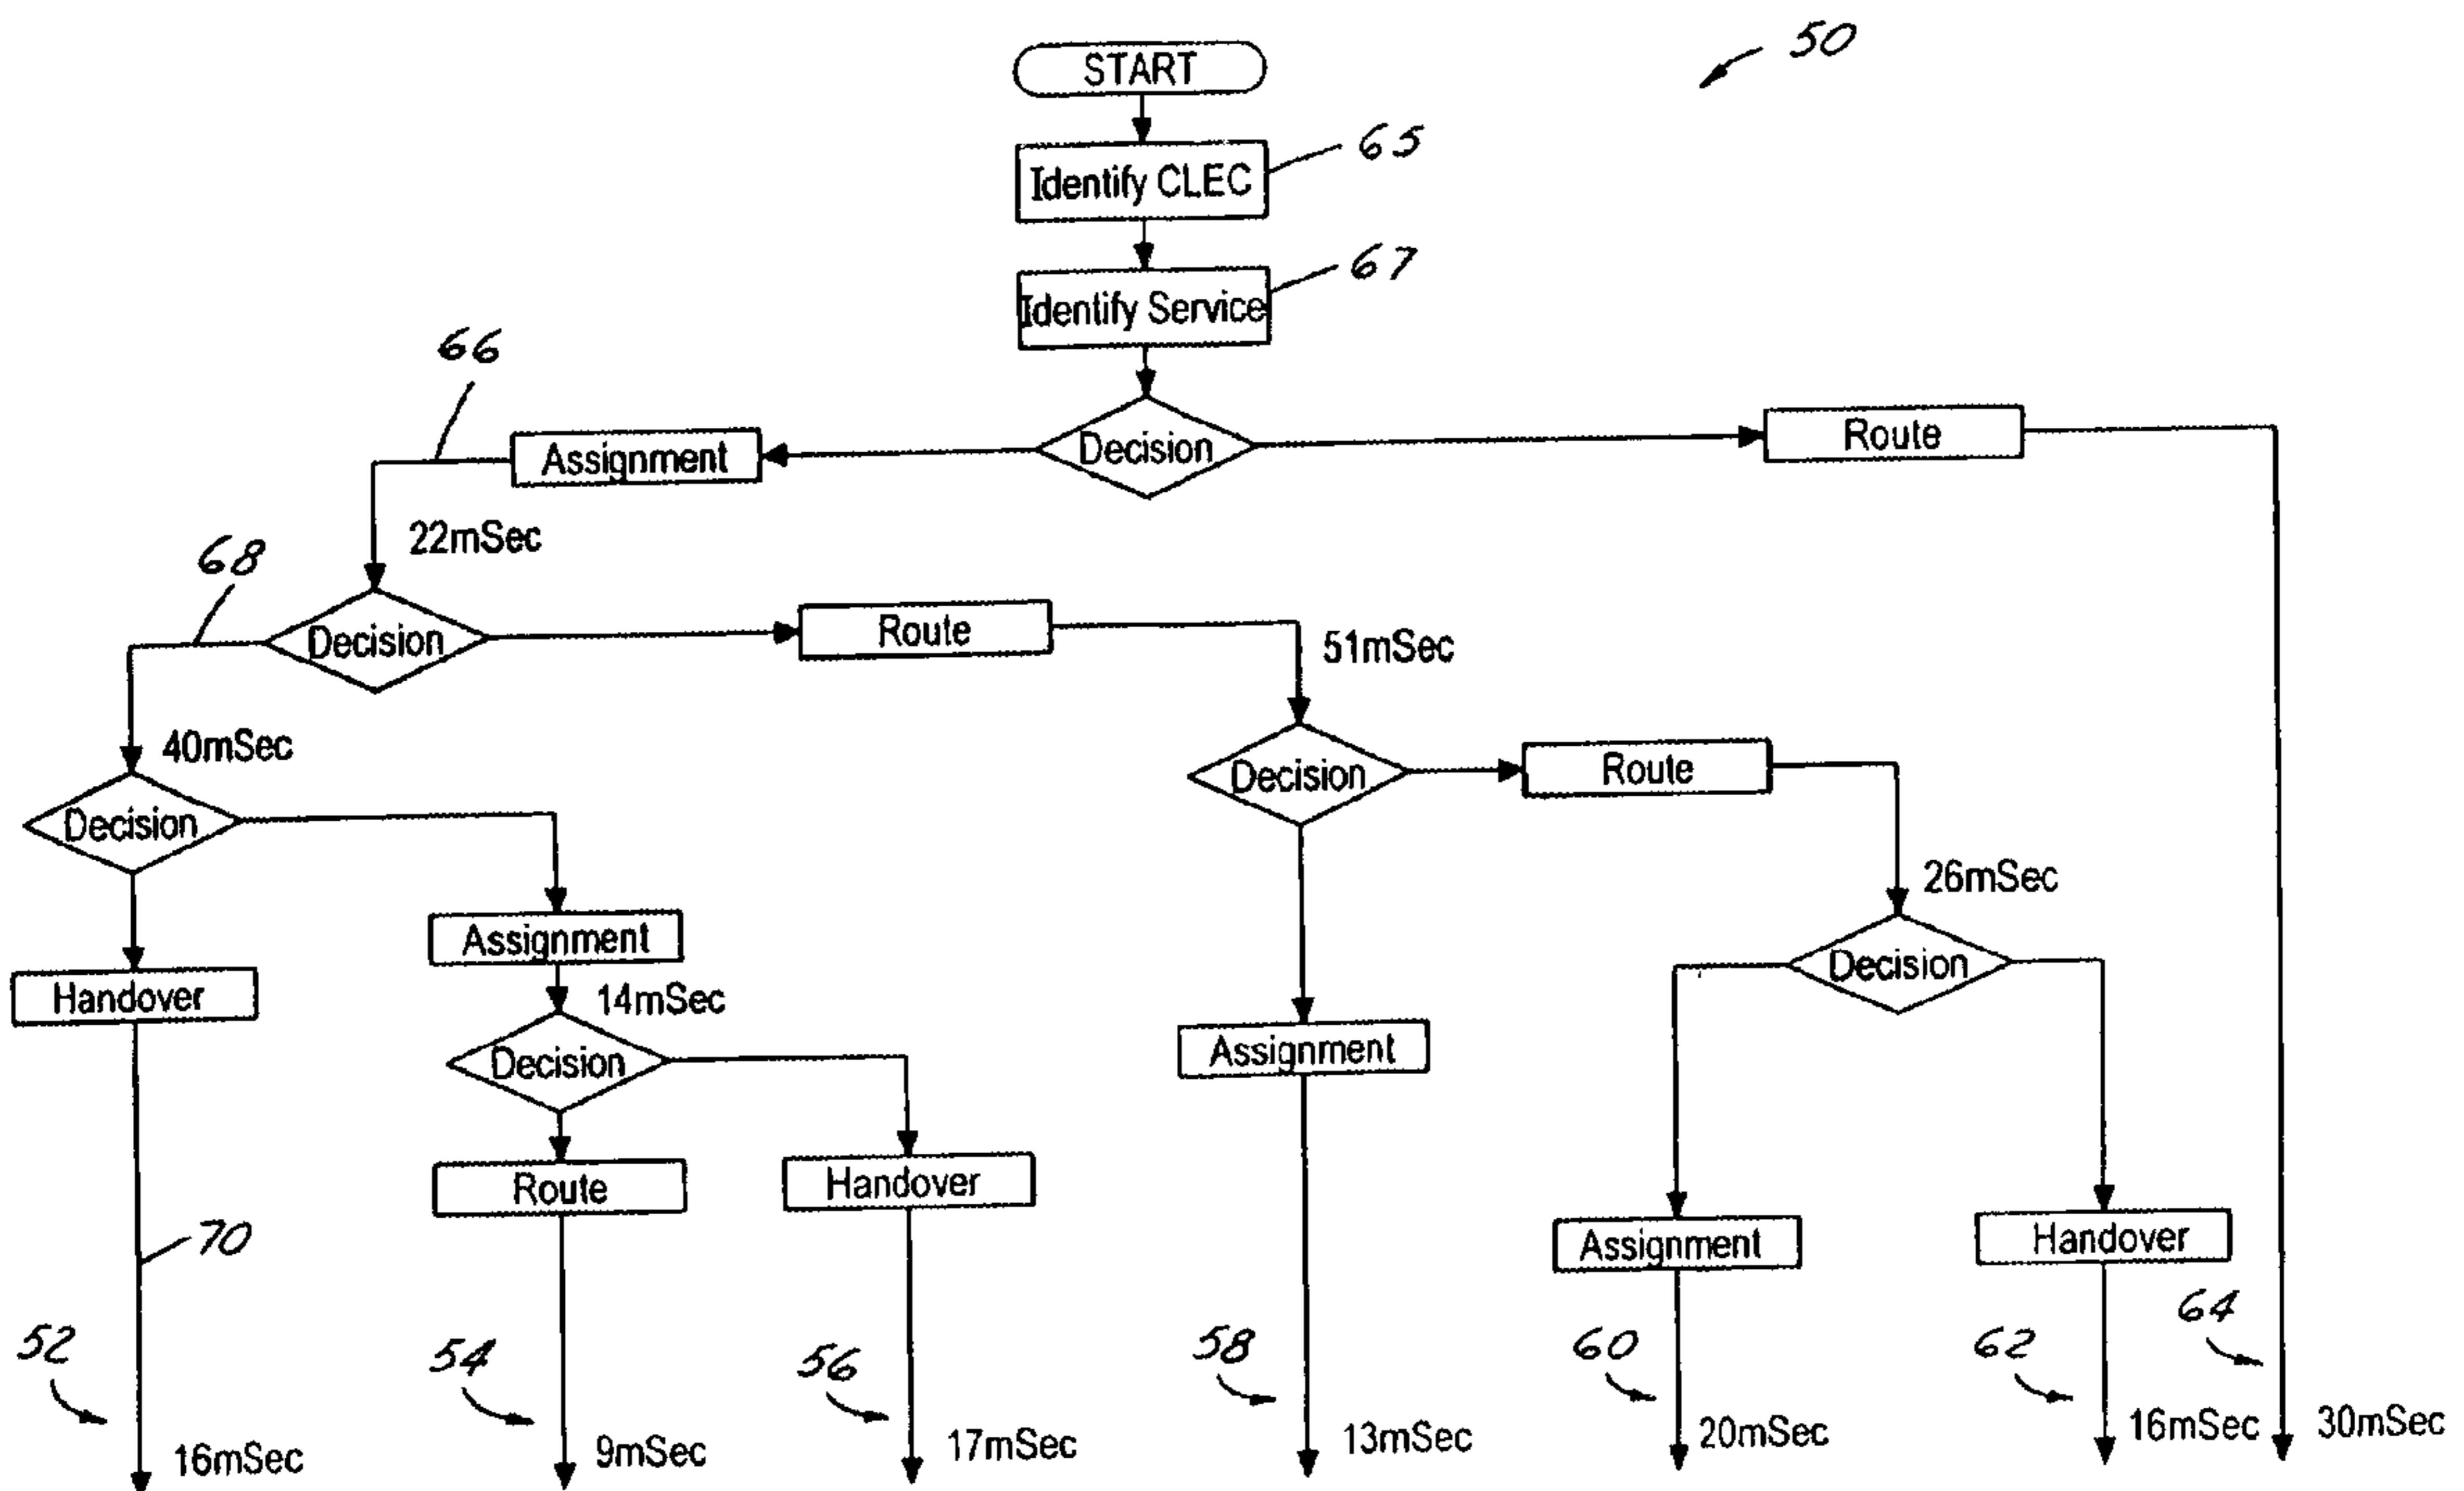 50
START
65
Identify CLEC
67
Identify Service
66
Assignment
Decision
Route
22mSec
68
Decision
Route
51mSec
40mSec
Decision
Decision
Route
26mSec
Assignment
Decision
Handover
14mSec
Decision
Assignment
Route
Handover
Assignment
Handover
70
52
54
56
58
60
62
64
16mSec
9mSec
17mSec
13mSec
20mSec
16mSec
30mSec